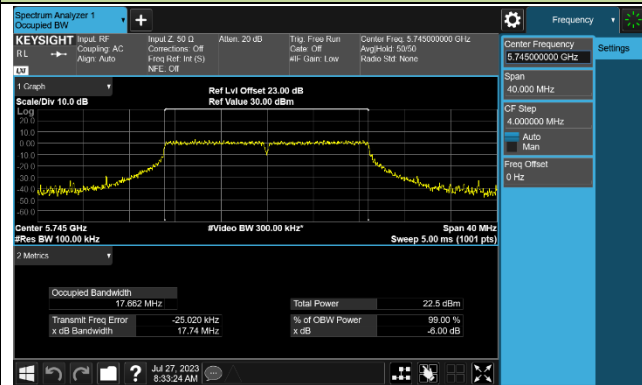 Spectrum Analyzer 1
Occupied BW
Frequency
KEYSIGHT
RL
LXI
Input: RF
Coupling: AC
Align: Auto
Input Z: 50 Ω
Corrections: Off
Freq Ref: Int (S)
NFE: Off
Atten: 20 dB
Trig: Free Run
Gate: Off
#IF Gain: Low
Center Freq: 5.745000000 GHz
Avg|Hold: 50/50
Radio Std: None
Center Frequency
5.745000000 GHz
Settings
Span
40.000 MHz
CF Step
4.000000 MHz
Auto
Man
Freq Offset
0 Hz
1 Graph
Scale/Div 10.0 dB
Ref Lvl Offset 23.00 dB
Ref Value 30.00 dBm
Log
20.0
10.0
0.00
-10.0
-20.0
-30.0
-40.0
-50.0
-60.0
Center 5.745 GHz
#Video BW 300.00 kHz*
Span 40 MHz
#Res BW 100.00 kHz
Sweep 5.00 ms (1001 pts)
2 Metrics
Occupied Bandwidth
17.662 MHz
Total Power 22.5 dBm
Transmit Freq Error -25.020 kHz
% of OBW Power 99.00 %
x dB Bandwidth 17.74 MHz
x dB -6.00 dB
?
Jul 27, 2023
8:33:24 AM